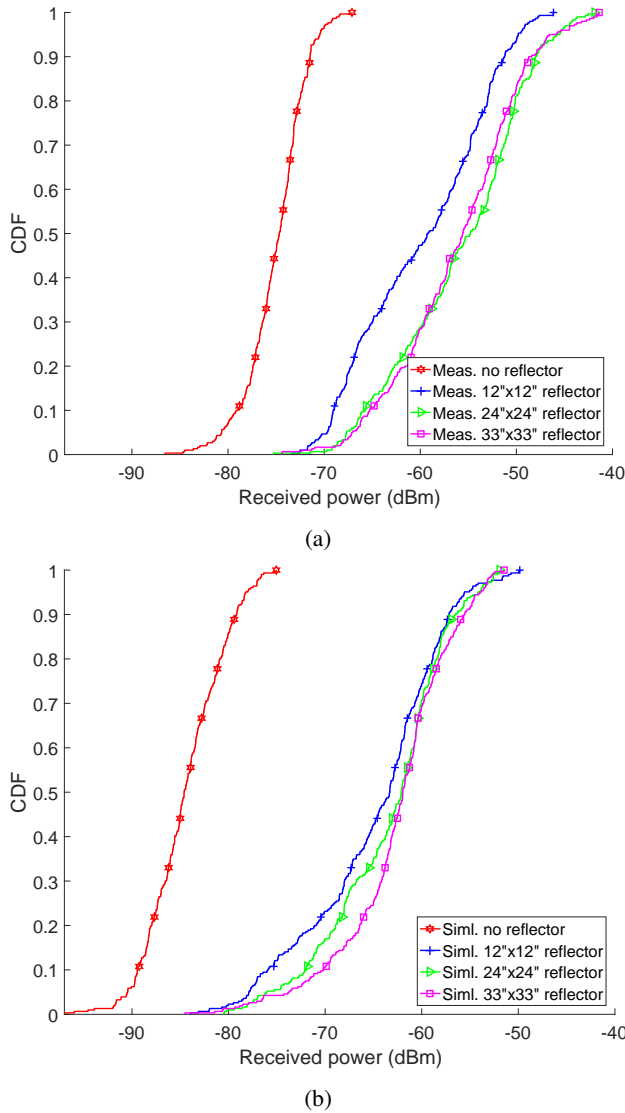 1
0.9
0.8
0.7
0.6
0.5
0.4
0.3
0.2
0.1
0
CDF
Meas. no reflector
Meas. 12"x12" reflector
Meas. 24"x24" reflector
Meas. 33"x33" reflector
-90 -80 -70 -60 -50 -40
Received power (dBm)
(a)
1
0.9
0.8
0.7
0.6
0.5
0.4
0.3
0.2
0.1
0
CDF
Siml. no reflector
Siml. 12"x12" reflector
Siml. 24"x24" reflector
Siml. 33"x33" reflector
-90 -80 -70 -60 -50 -40
Received power (dBm)
(b)